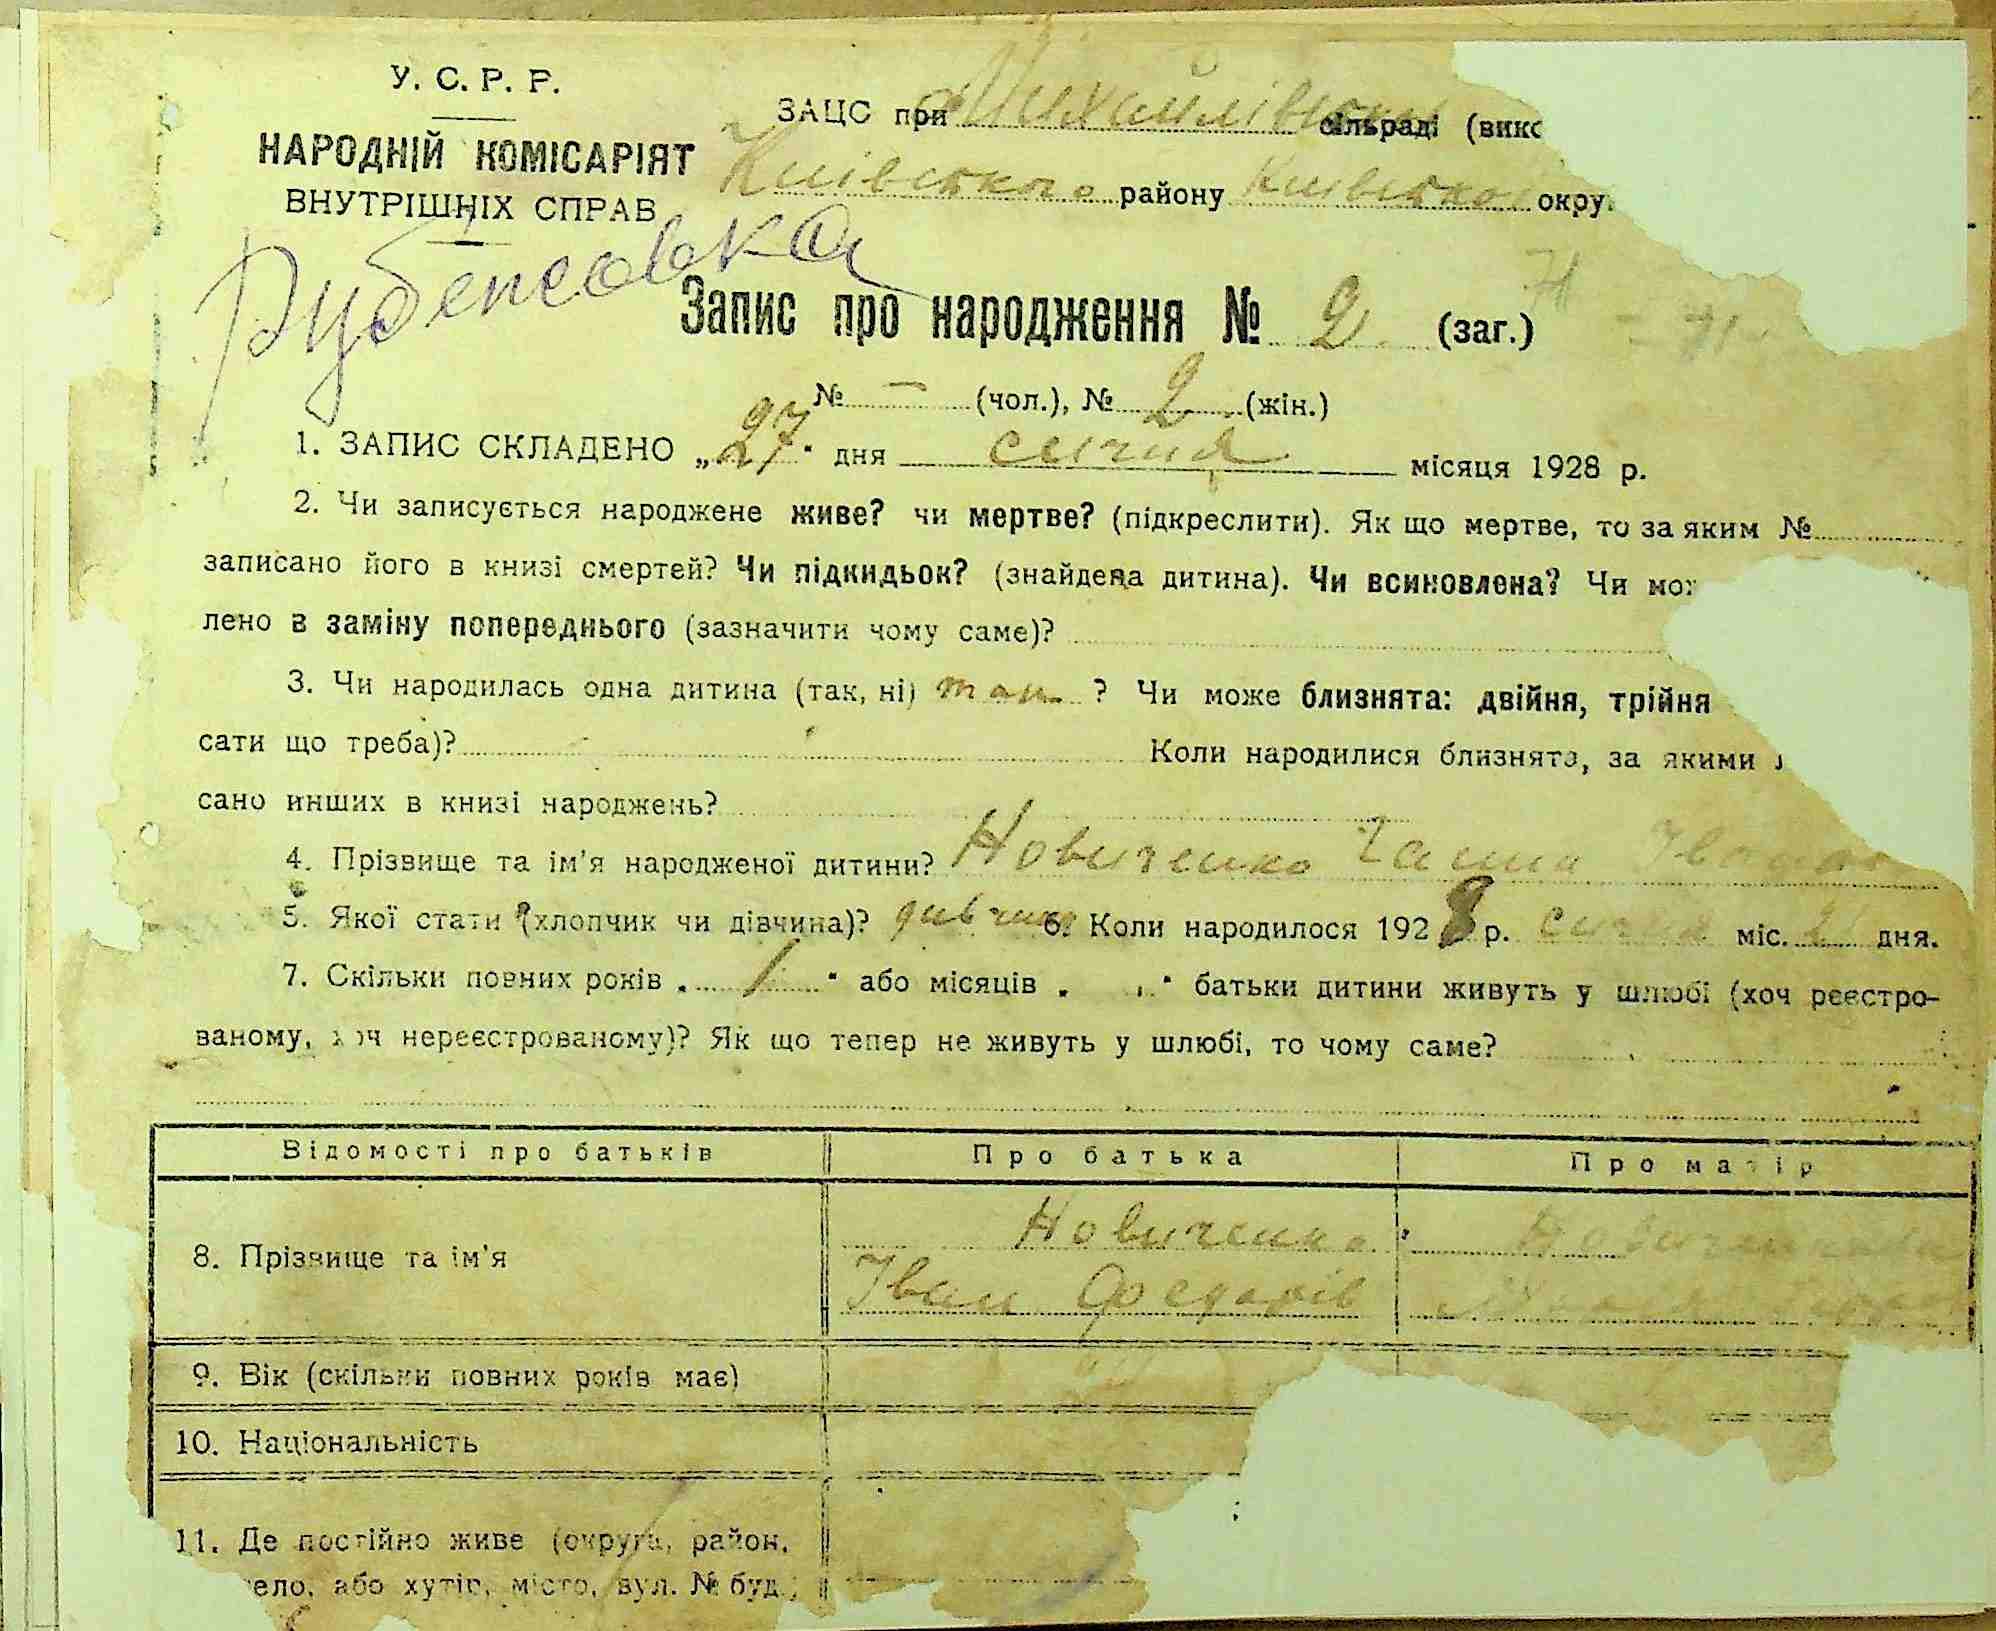 У. С. Р. Р.
НАРОДНІЙ КОМІСАРІЯТ
ВНУТРІШНІХ СПРАВ
ЗАЦС при Михайлівські сільраді (вико
Київського району Київсько окру
Запис про народження № 2 (заг.)
№ — (чол.), № 2 (жін.)
1. ЗАПИС СКЛАДЕНО „27" дня січня місяця 1928 р.
2. Чи записується народжене живе? чи мертве? (підкреслити). Як що мертве, то за яким №
записано його в книзі смертей? Чи підкидьок? (знайдена дитина). Чи всиновлена? Чи мо
лено в заміну попереднього (зазначити чому саме)?
3. Чи народилась одна дитина (так, ні) так ? Чи може близнята: двійня, трійня
сати що треба)? Коли народилися близнята, за якими
сано инших в книзі народжень?
4. Прізвище та ім'я народженої дитини? Новиченко Ганна
5. Якої стати (хлопчик чи дівчина)? дивчина 6. Коли народилося 1928 р. сичня міс. дня.
7. Скільки повних років „ 1 " або місяців „ " батьки дитини живуть у шлюбі (хоч реєстро-
ваному, хоч нереєстрованому)? Як що тепер не живуть у шлюбі, то чому саме?
Відомості про батьків Про батька Про матір
8. Прізвище та ім'я Новиченко
Іван Федорів
9. Вік (скільки повних років має)
10. Національність
11. Де постійно живе (округа, район,
ело, або хутір, місто, вул. № буд.)